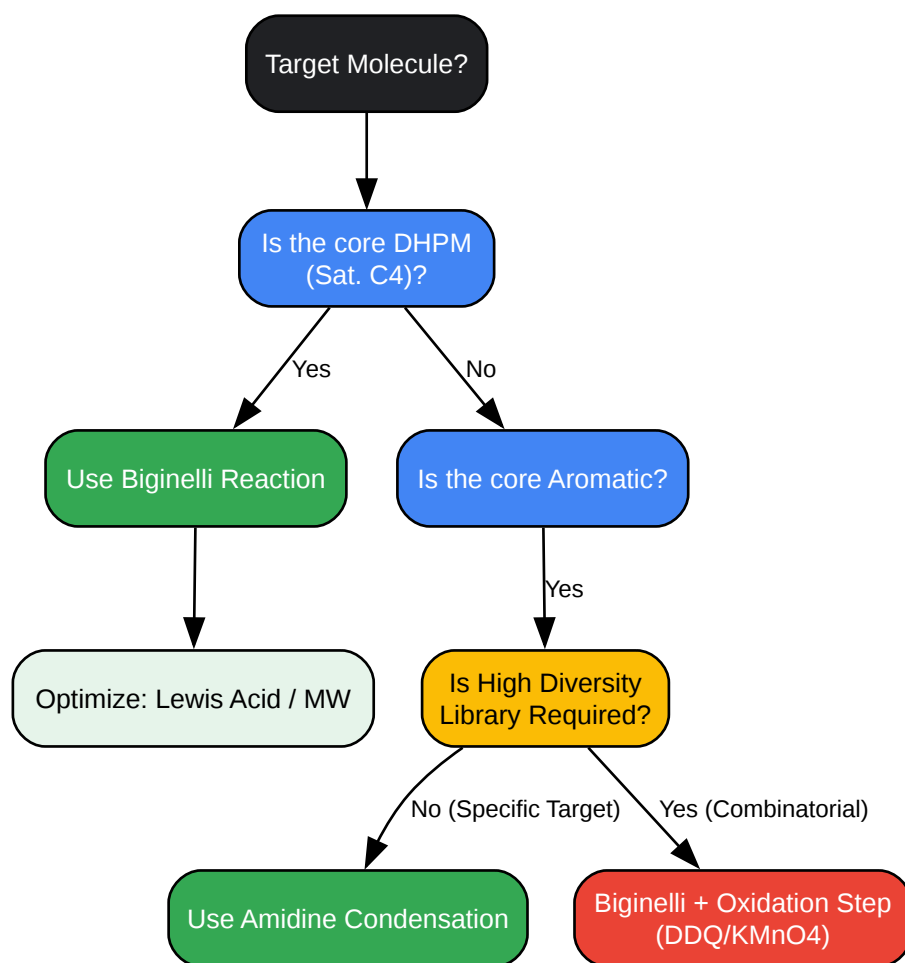 Target Molecule?
Is the core DHPM
(Sat. C4)?
Yes
No
Use Biginelli Reaction
Is the core Aromatic?
Yes
Optimize: Lewis Acid / MW
Is High Diversity
Library Required?
No (Specific Target)
Yes (Combinatorial)
Use Amidine Condensation
Biginelli + Oxidation Step
(DDQ/KMnO4)